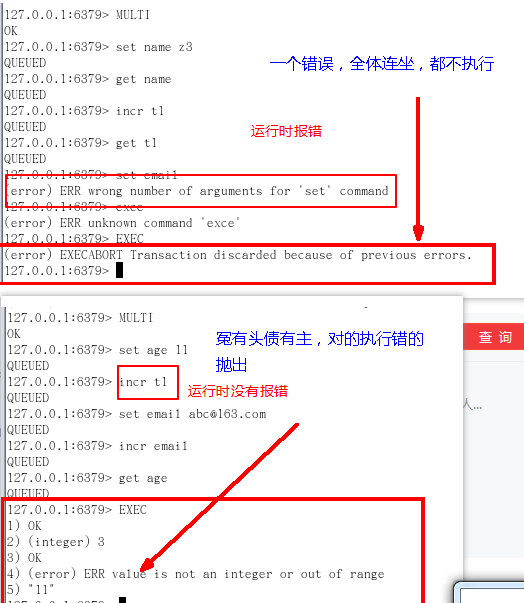 127.0.0.1:6379> MULTI
OK
127.0.0.1:6379> set name z3
QUEUED
127.0.0.1:6379> get name
QUEUED
127.0.0.1:6379> incr t1
QUEUED
127.0.0.1:6379> get t1
QUEUED
127.0.0.1:6379> set email
(error) ERR wrong number of arguments for 'set' command
127.0.0.1:6379> exce
(error) ERR unknown command 'exce'
127.0.0.1:6379> EXEC
(error) EXECABORT Transaction discarded because of previous errors.
127.0.0.1:6379>
一个错误，全体连坐，都不执行
运行时报错
127.0.0.1:6379> MULTI
OK
127.0.0.1:6379> set age 11
QUEUED
127.0.0.1:6379> incr t1
QUEUED
127.0.0.1:6379> set email abc@163.com
QUEUED
127.0.0.1:6379> incr email
QUEUED
127.0.0.1:6379> get age
QUEUED
127.0.0.1:6379> EXEC
1) OK
2) (integer) 3
3) OK
4) (error) ERR value is not an integer or out of range
5) "11"
127.0.0.1:6379>
冤有头债有主，对的执行错的
抛出
运行时没有报错
查 询
人...